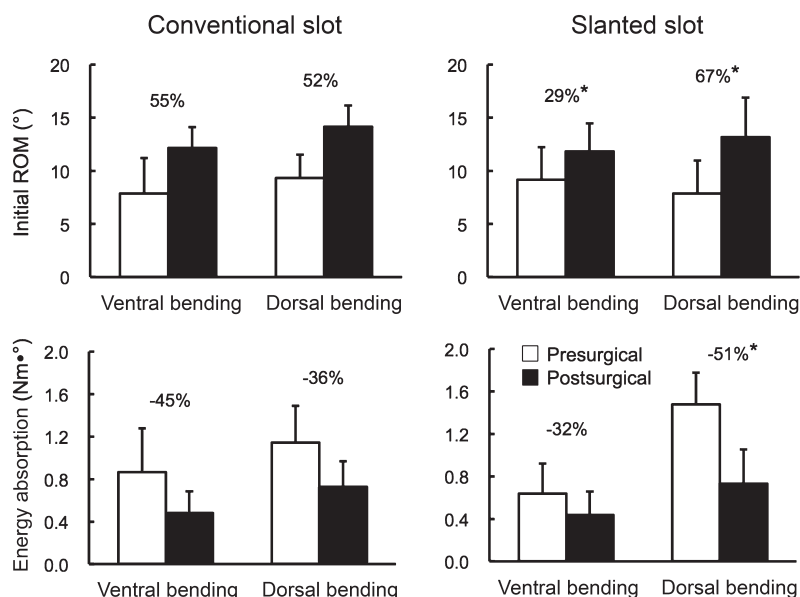 Conventional slot
Slanted slot
Initial ROM (°)
20
15
10
5
0
55%
52%
Ventral bending
Dorsal bending
20
15
10
5
0
29%*
67%*
Ventral bending
Dorsal bending
Energy absorption (Nm•°)
2.0
1.6
1.2
0.8
0.4
0.0
-45%
-36%
Ventral bending
Dorsal bending
2.0
1.6
1.2
0.8
0.4
0.0
Presurgical
Postsurgical
-32%
-51%*
Ventral bending
Dorsal bending